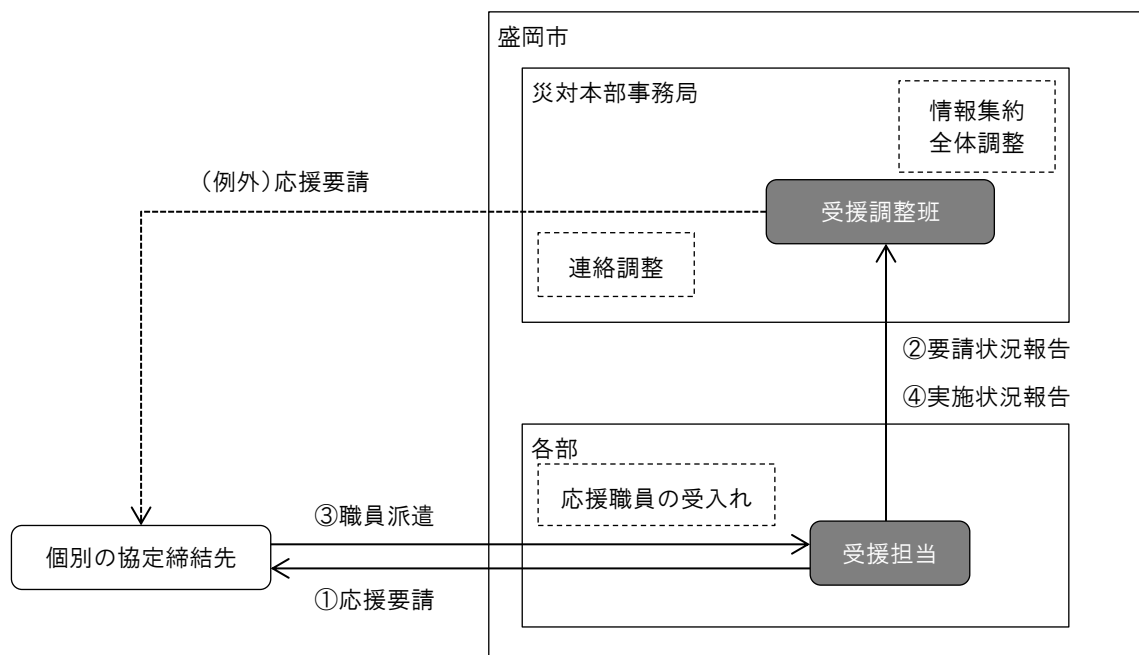 盛岡市
災対本部事務局
情報集約
全体調整
(例外)応援要請
受援調整班
連絡調整
②要請状況報告
④実施状況報告
各部
応援職員の受入れ
③職員派遣
個別の協定締結先
受援担当
①応援要請